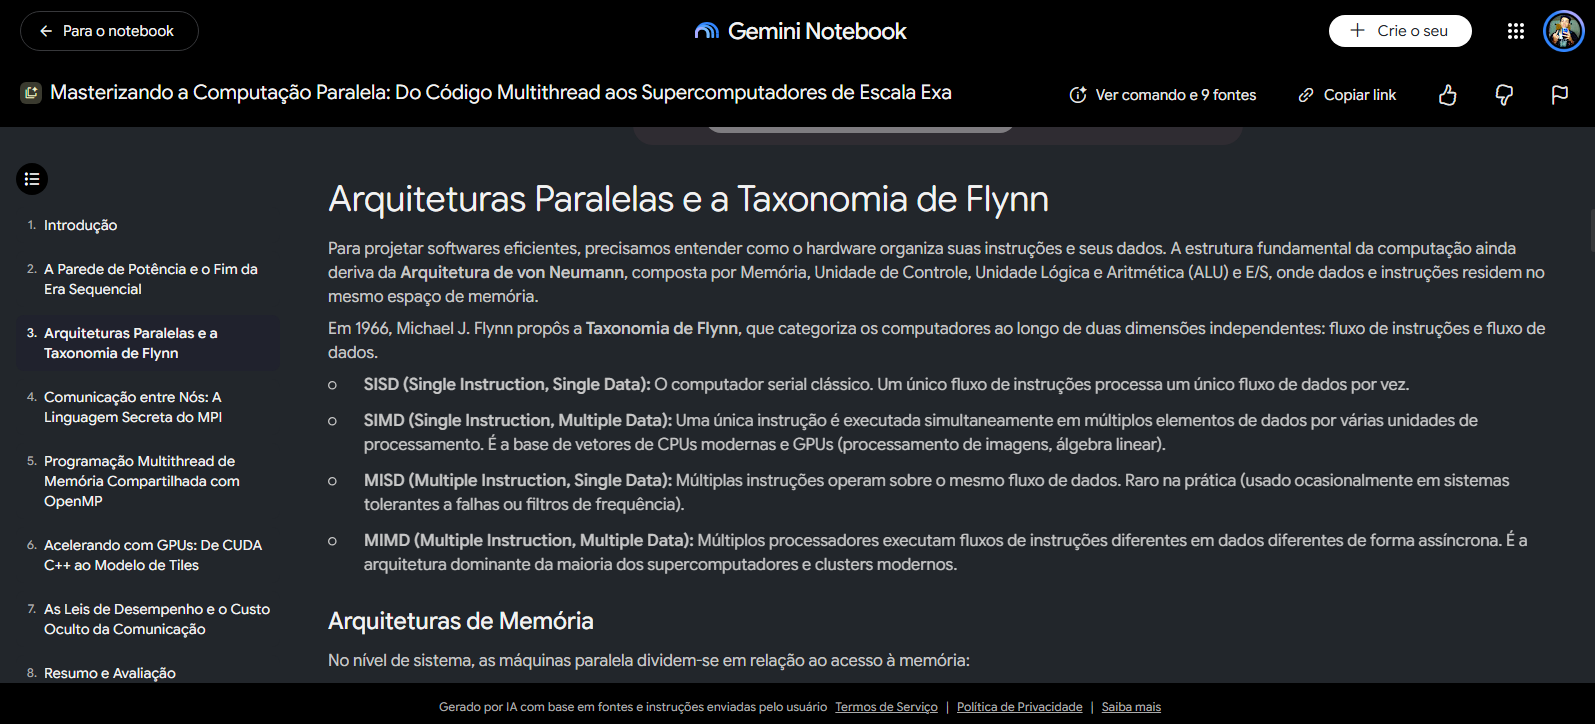 Para o notebook
Gemini Notebook
Crie o seu
Masterizando a Computação Paralela: Do Código Multithread aos Supercomputadores de Escala Exa
Ver comando e 9 fontes
Copiar link
1. Introdução
2. A Parede de Potência e o Fim da
Era Sequencial
3. Arquiteturas Paralelas e a
Taxonomia de Flynn
4. Comunicação entre Nós: A
Linguagem Secreta do MPI
5. Programação Multithread de
Memória Compartilhada com
OpenMP
6. Acelerando com GPUs: De CUDA
C++ ao Modelo de Tiles
7. As Leis de Desempenho e o Custo
Oculto da Comunicação
8. Resumo e Avaliação
Arquiteturas Paralelas e a Taxonomia de Flynn
Para projetar softwares eficientes, precisamos entender como o hardware organiza suas instruções e seus dados. A estrutura fundamental da computação ainda
deriva da Arquitetura de von Neumann, composta por Memória, Unidade de Controle, Unidade Lógica e Aritmética (ALU) e E/S, onde dados e instruções residem no
mesmo espaço de memória.
Em 1966, Michael J. Flynn propôs a Taxonomia de Flynn, que categoriza os computadores ao longo de duas dimensões independentes: fluxo de instruções e fluxo de
dados.
SISD (Single Instruction, Single Data): O computador serial clássico. Um único fluxo de instruções processa um único fluxo de dados por vez.
SIMD (Single Instruction, Multiple Data): Uma única instrução é executada simultaneamente em múltiplos elementos de dados por várias unidades de
processamento. É a base de vetores de CPUs modernas e GPUs (processamento de imagens, álgebra linear).
MISD (Multiple Instruction, Single Data): Múltiplas instruções operam sobre o mesmo fluxo de dados. Raro na prática (usado ocasionalmente em sistemas
tolerantes a falhas ou filtros de frequência).
MIMD (Multiple Instruction, Multiple Data): Múltiplos processadores executam fluxos de instruções diferentes em dados diferentes de forma assíncrona. É a
arquitetura dominante da maioria dos supercomputadores e clusters modernos.
Arquiteturas de Memória
No nível de sistema, as máquinas paralela dividem-se em relação ao acesso à memória:
Gerado por IA com base em fontes e instruções enviadas pelo usuário Termos de Serviço | Política de Privacidade | Saiba mais